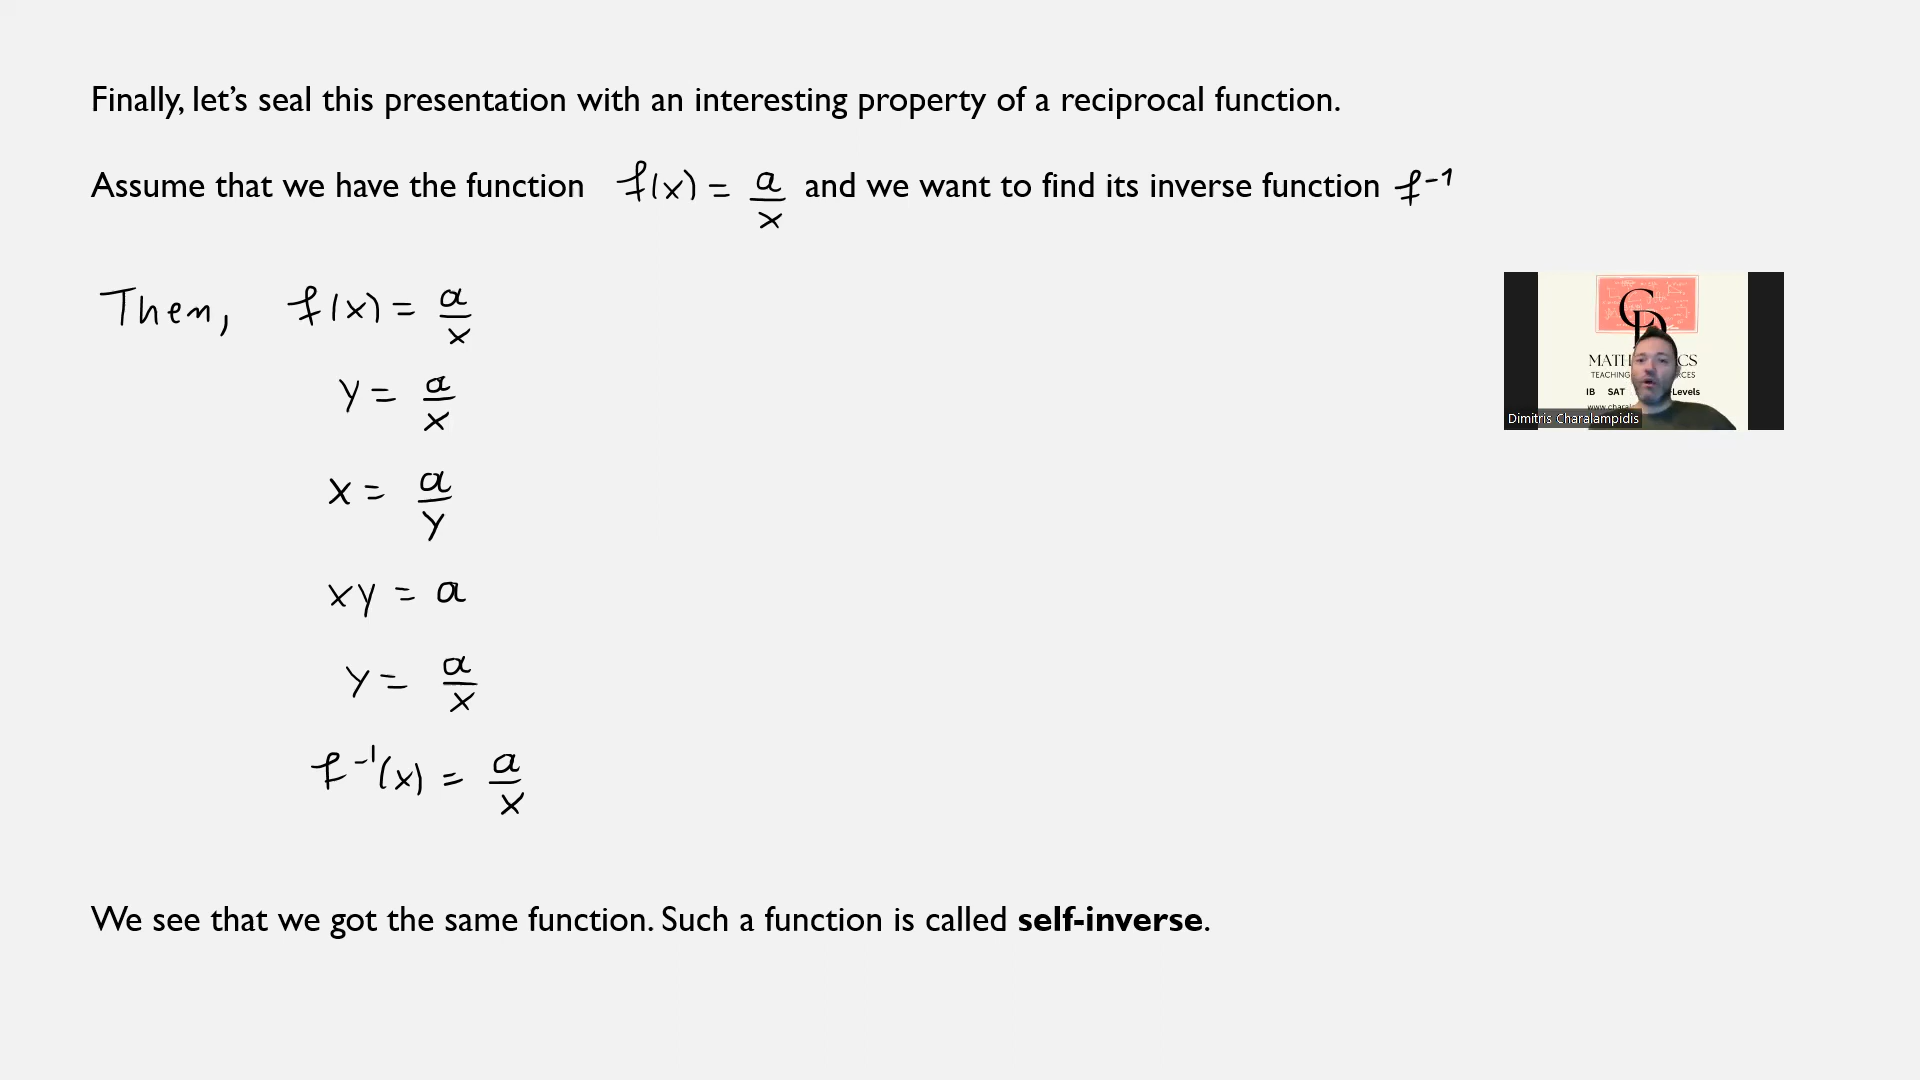 Finally, let's seal this presentation with an interesting property of a reciprocal function.
Assume that we have the function f(x) = a/x and we want to find its inverse function f⁻¹
Then, f(x) = a/x
y = a/x
x = a/y
xy = a
y = a/x
f⁻¹(x) = a/x
We see that we got the same function. Such a function is called self-inverse.
CD
TEACHING
IB SAT Levels
Dimitris Charalampidis